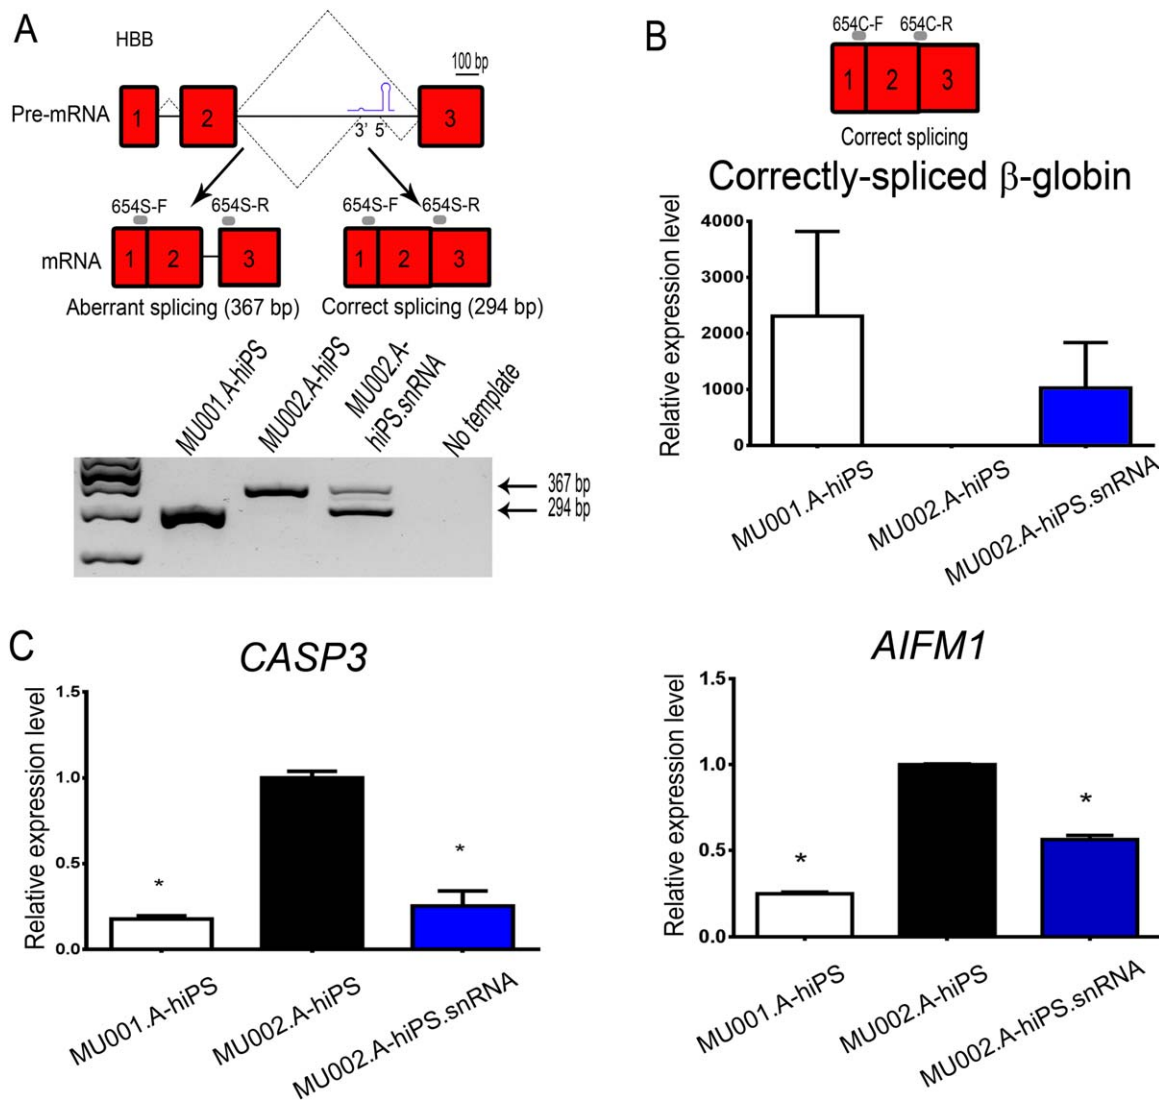 A
HBB
100 bp
Pre-mRNA
1
2
3' 5'
3
654S-F
654S-R
654S-F
654S-R
mRNA
1
2
3
1
2
3
Aberrant splicing (367 bp)
Correct splicing (294 bp)
MU001.A-hiPS
MU002.A-hiPS
MU002.A-
hiPS.snRNA
No template
367 bp
294 bp
B
654C-F
654C-R
1
2
3
Correct splicing
Correctly-spliced β-globin
Relative expression level
4000
3000
2000
1000
0
MU001.A-hiPS
MU002.A-hiPS
MU002.A-hiPS.snRNA
C
CASP3
Relative expression level
1.5
1.0
0.5
0.0
*
*
MU001.A-hiPS
MU002.A-hiPS
MU002.A-hiPS.snRNA
AIFM1
Relative expression level
1.5
1.0
0.5
0.0
*
*
MU001.A-hiPS
MU002.A-hiPS
MU002.A-hiPS.snRNA